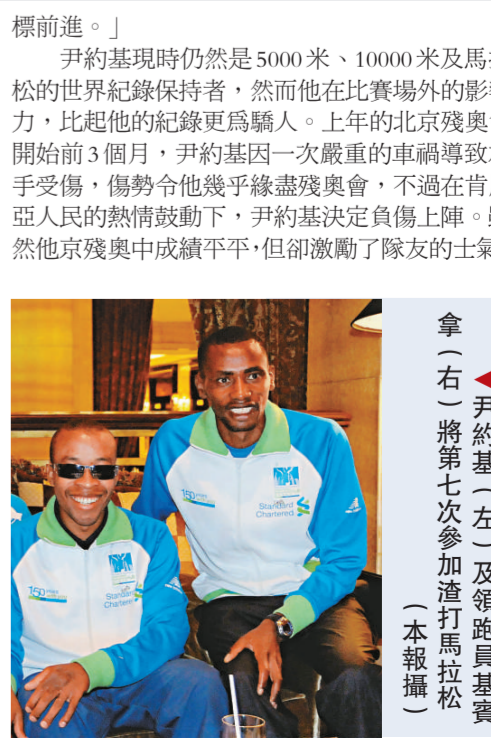 標前進。」
尹約基現時仍然是5000米、10000米及馬拉
松的世界紀錄保持者，然而他在比賽場外的影響
力，比起他的紀錄更爲驕人。上年的北京殘奧
開始前3個月，尹約基因一次嚴重的車禍導致
手受傷，傷勢令他幾乎緣盡殘奧會，不過在肯
亞人民的熱情鼓動下，尹約基決定負傷上陣。
然他京殘奧中成績平平，但卻激勵了隊友的士氣
◀尹約基（左）及領跑員基賓
拿（右）將第七次參加渣打馬拉松
（本報攝）
150
Standard
Chartered
150
Standard
Chartered